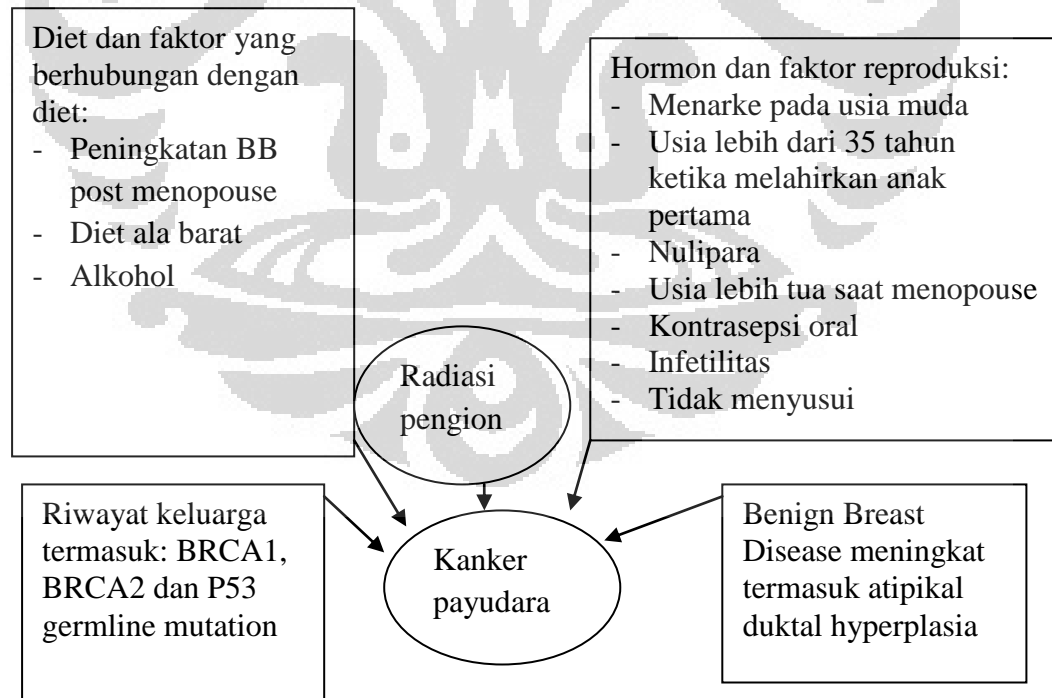 Diet dan faktor yang
berhubungan dengan
diet:
- Peningkatan BB
post menopouse
- Diet ala barat
- Alkohol
Hormon dan faktor reproduksi:
- Menarke pada usia muda
- Usia lebih dari 35 tahun
ketika melahirkan anak
pertama
- Nulipara
- Usia lebih tua saat menopouse
- Kontrasepsi oral
- Infetilitas
- Tidak menyusui
Radiasi
pengion
Riwayat keluarga
termasuk: BRCA1,
BRCA2 dan P53
germline mutation
Kanker
payudara
Benign Breast
Disease meningkat
termasuk atipikal
duktal hyperplasia